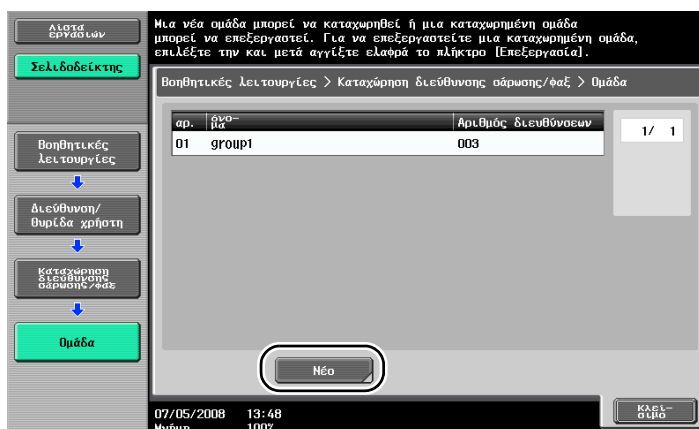 Λίστα
εργασιών
Σελιδοδείκτης
Μια νέα ομάδα μπορεί να καταχωρηθεί ή μια καταχωρημένη ομάδα
μπορεί να επεξεργαστεί. Για να επεξεργαστείτε μια καταχωρημένη ομάδα,
επιλέξτε την και μετά αγγίξτε ελαφρά το πλήκτρο [Επεξεργασία].
Βοηθητικές λειτουργίες > Καταχώρηση διεύθυνσης σάρωσης/φαξ > Ομάδα
αρ. όνο-
μα Αριθμός διευθύνσεων
01 group1 003
1/ 1
Βοηθητικές
λειτουργίες
Διεύθυνση/
θυρίδα χρήστη
Καταχώρηση
διεύθυνσης
σάρωσης/φαξ
Ομάδα
Νέο
07/05/2008 13:48
Μνήμη 100%
Κλεί-
σιμο